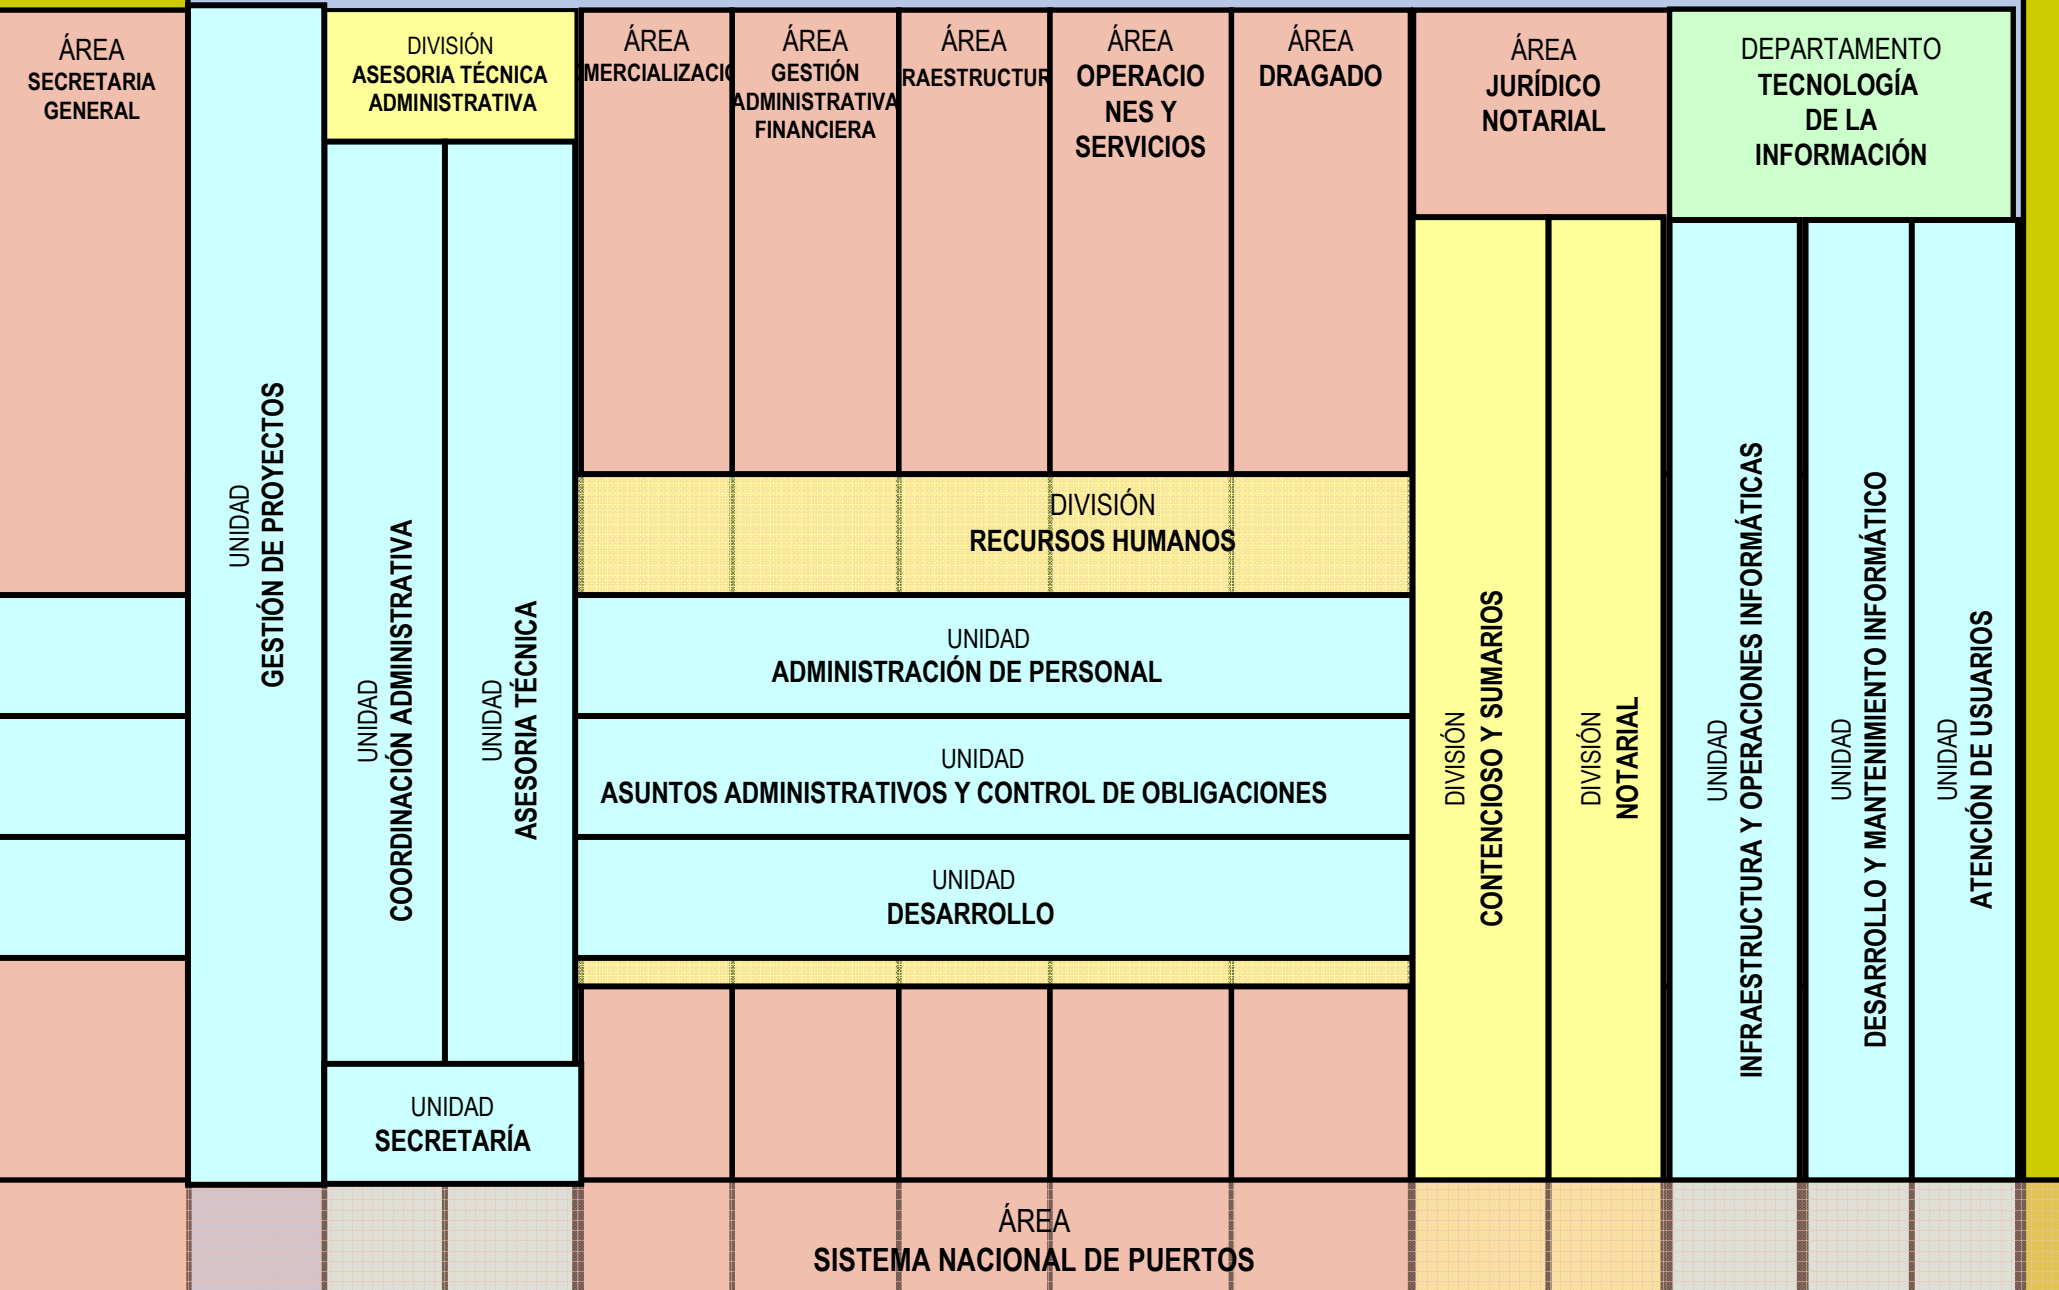 ÁREA
SECRETARIA
GENERAL
DIVISIÓN
ASESORIA TÉCNICA
ADMINISTRATIVA
ÁREA
MERCIALIZACIÓ
ÁREA
GESTIÓN
ADMINISTRATIVA
FINANCIERA
ÁREA
RAESTRUCTUR
ÁREA
OPERACIO
NES Y
SERVICIOS
ÁREA
DRAGADO
ÁREA
JURÍDICO
NOTARIAL
DEPARTAMENTO
TECNOLOGÍA
DE LA
INFORMACIÓN
UNIDAD
GESTIÓN DE PROYECTOS
UNIDAD
COORDINACIÓN ADMINISTRATIVA
UNIDAD
ASESORIA TÉCNICA
DIVISIÓN
RECURSOS HUMANOS
UNIDAD
ADMINISTRACIÓN DE PERSONAL
UNIDAD
ASUNTOS ADMINISTRATIVOS Y CONTROL DE OBLIGACIONES
UNIDAD
DESARROLLO
DIVISIÓN
CONTENCIOSO Y SUMARIOS
DIVISIÓN
NOTARIAL
UNIDAD
INFRAESTRUCTURA Y OPERACIONES INFORMÁTICAS
UNIDAD
DESARROLLO Y MANTENIMIENTO INFORMÁTICO
UNIDAD
ATENCIÓN DE USUARIOS
UNIDAD
SECRETARÍA
ÁREA
SISTEMA NACIONAL DE PUERTOS